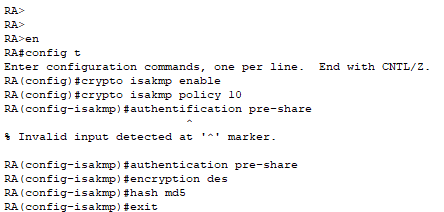 RA>
RA>
RA>en
RA#config t
Enter configuration commands, one per line.  End with CNTL/Z.
RA(config)#crypto isakmp enable
RA(config)#crypto isakmp policy 10
RA(config-isakmp)#authentification pre-share
^
% Invalid input detected at '^' marker.
RA(config-isakmp)#authentication pre-share
RA(config-isakmp)#encryption des
RA(config-isakmp)#hash md5
RA(config-isakmp)#exit